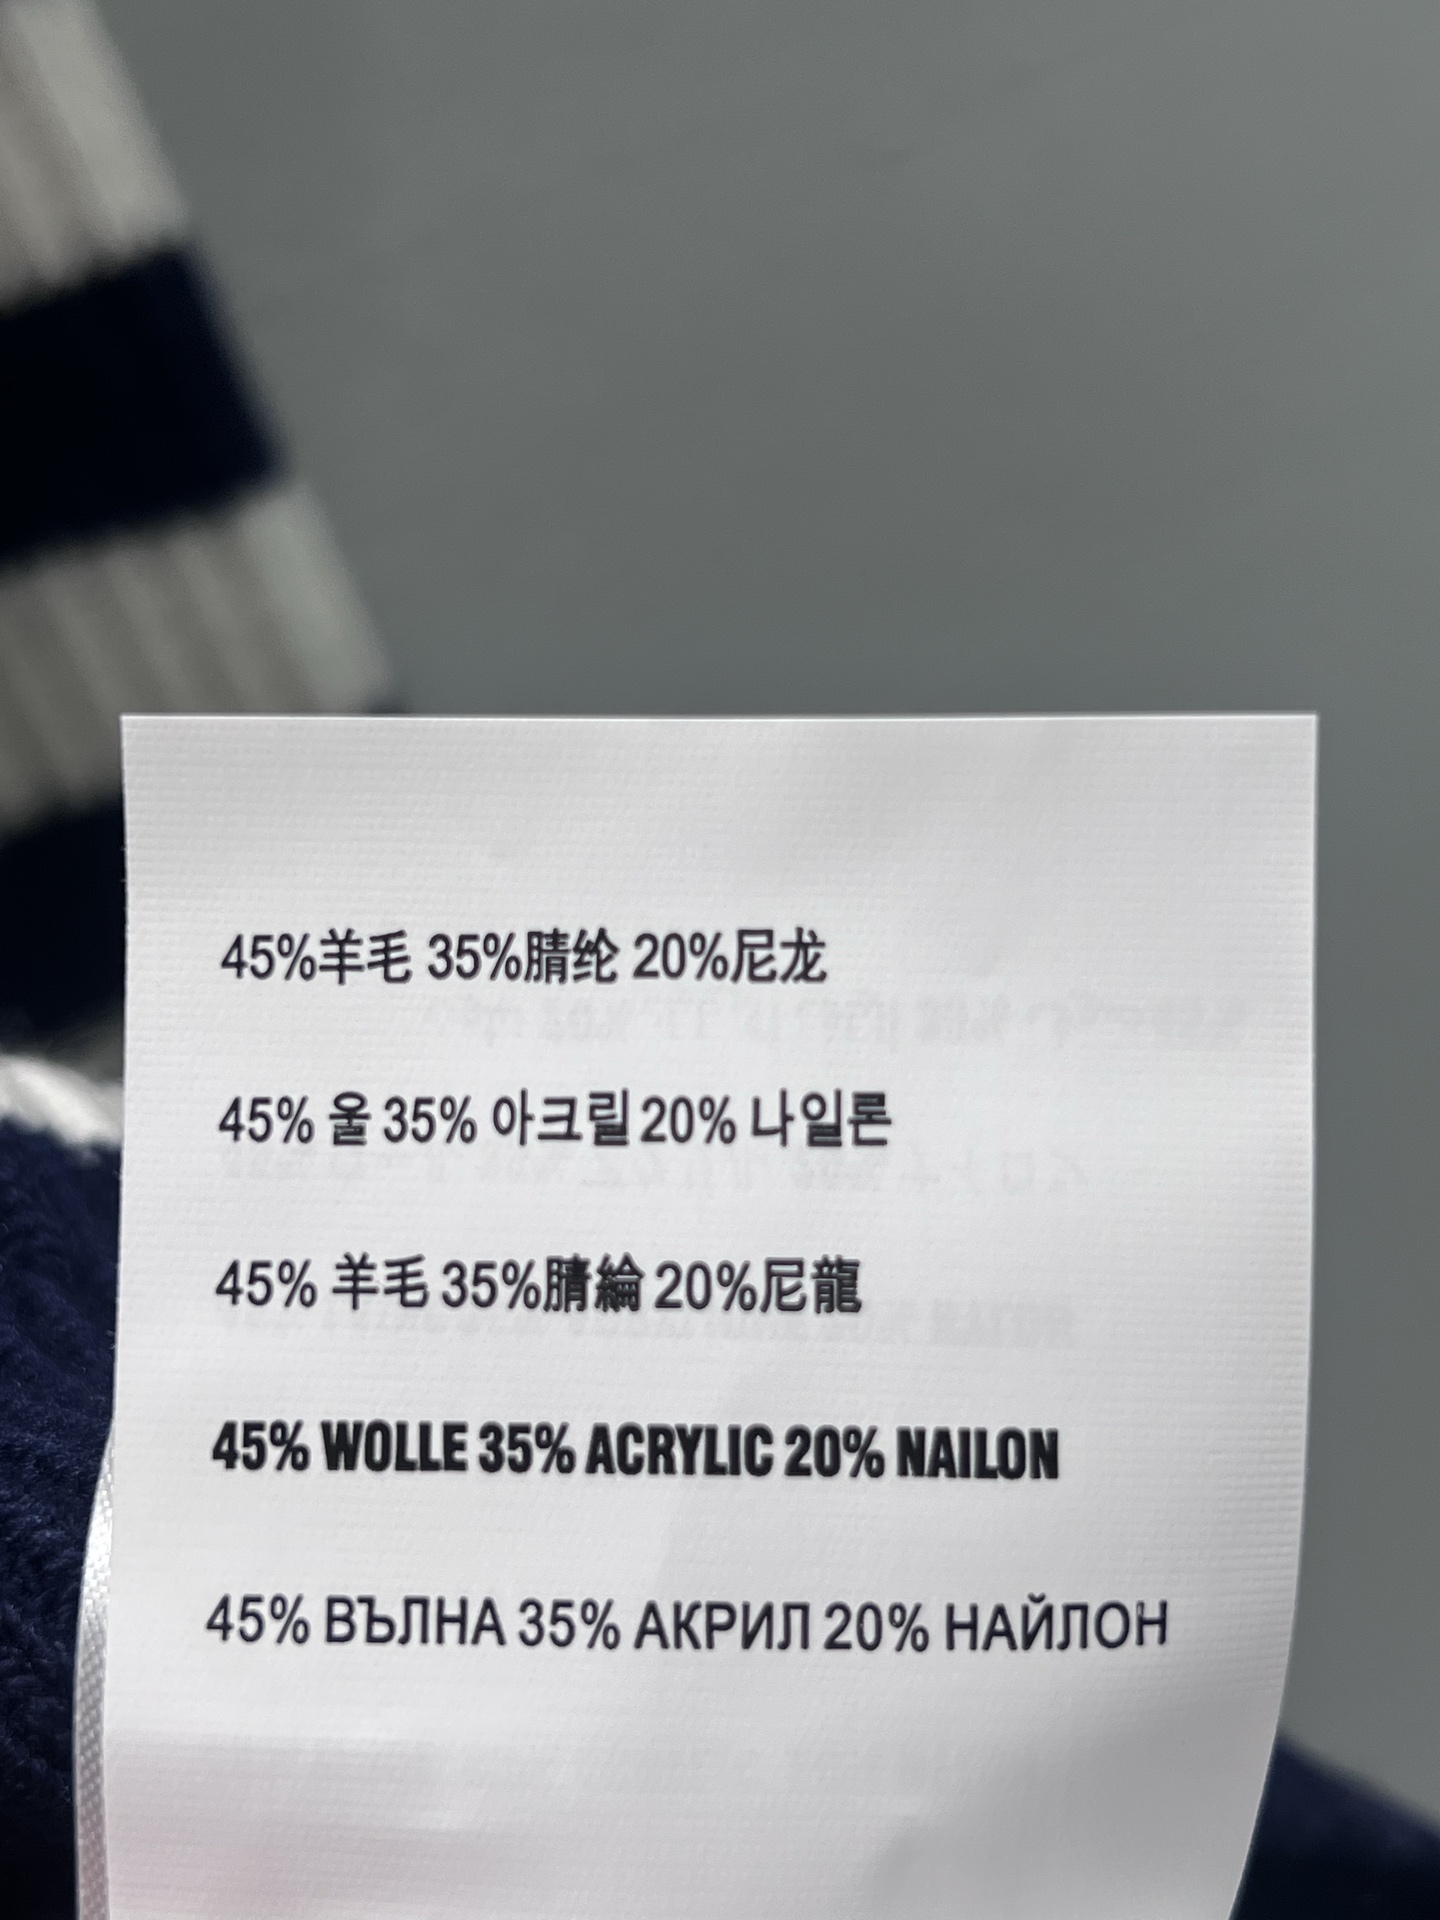 45%羊毛 35%腈纶 20%尼龙
45% 울 35% 아크릴 20% 나일론
45% 羊毛 35%腈綸 20%尼龍
45% WOLLE 35% ACRYLIC 20% NAILON
45% ВЪЛНА 35% АКРИЛ 20% НАЙЛОН